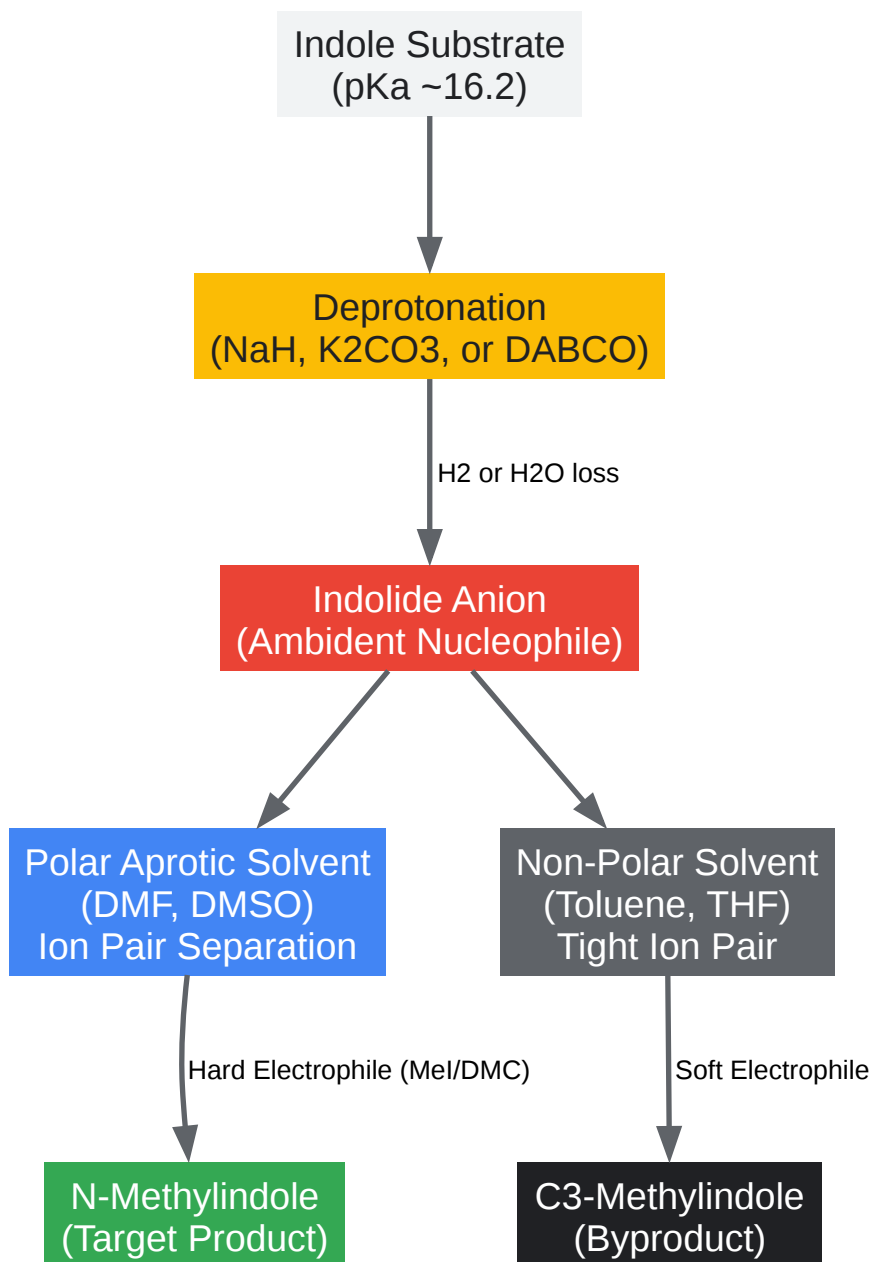 Indole Substrate
(pKa ~16.2)
Deprotonation
(NaH, K2CO3, or DABCO)
H2 or H2O loss
Indolide Anion
(Ambident Nucleophile)
Polar Aprotic Solvent
(DMF, DMSO)
Ion Pair Separation
Non-Polar Solvent
(Toluene, THF)
Tight Ion Pair
Hard Electrophile (MeI/DMC)
Soft Electrophile
N-Methylindole
(Target Product)
C3-Methylindole
(Byproduct)